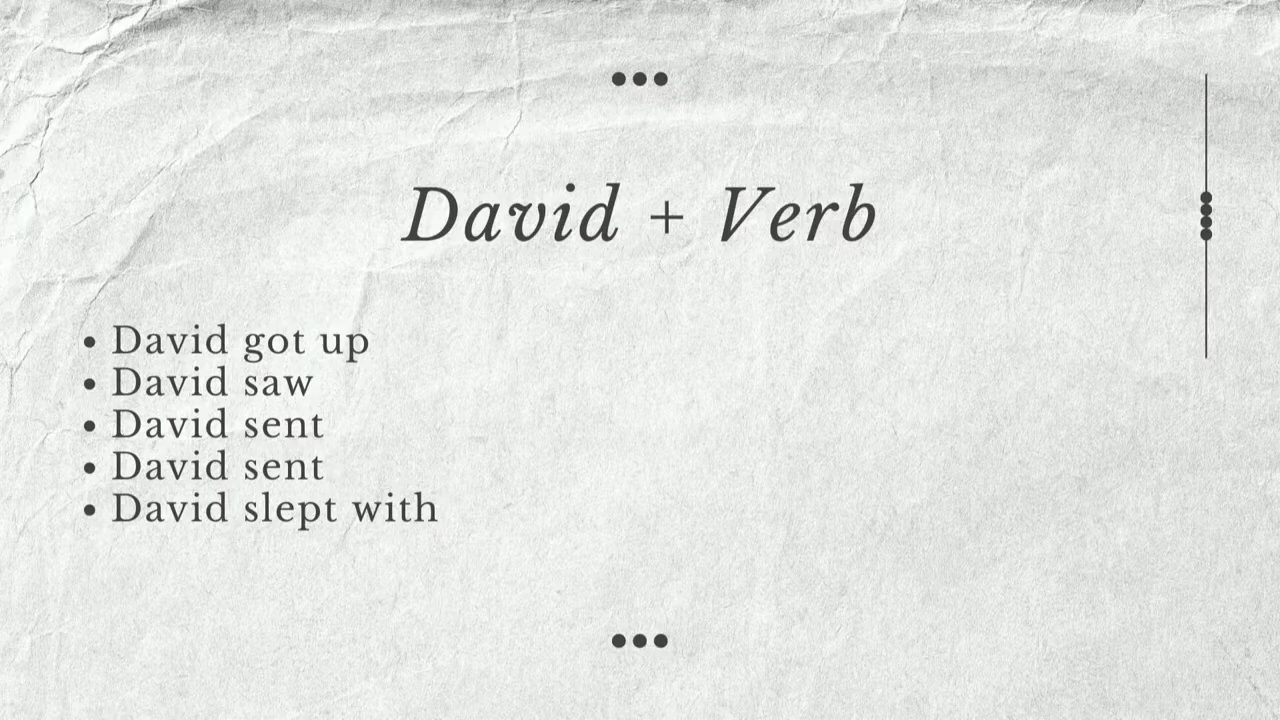 David + Verb
• David got up
• David saw
• David sent
• David sent
• David slept with